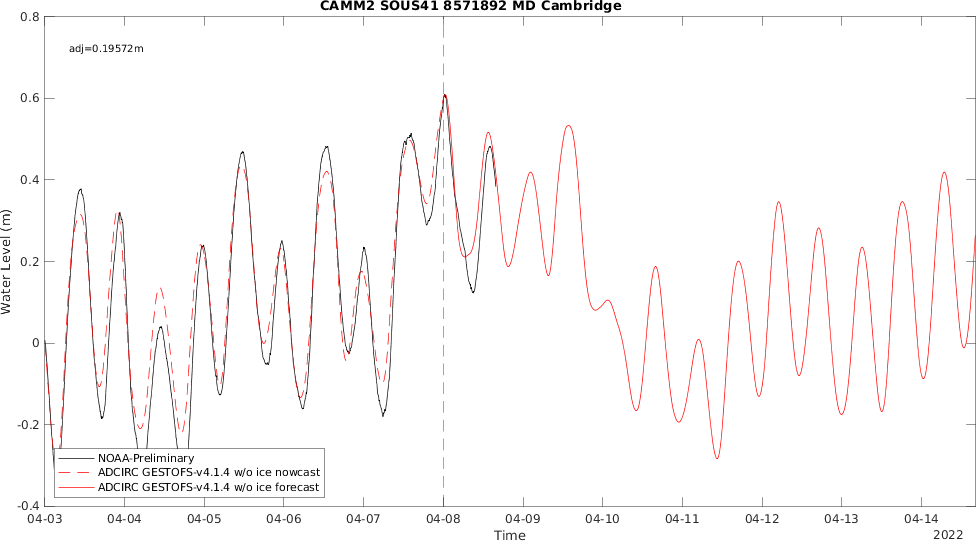 CAMM2 SOUS41 8571892 MD Cambridge
adj=0.19572m
Water Level (m)
0.8
0.6
0.4
0.2
0
-0.2
-0.4
NOAA-Preliminary
ADCIRC GESTOFS-v4.1.4 w/o ice nowcast
ADCIRC GESTOFS-v4.1.4 w/o ice forecast
04-03 04-04 04-05 04-06 04-07 04-08 04-09 04-10 04-11 04-12 04-13 04-14
Time
2022